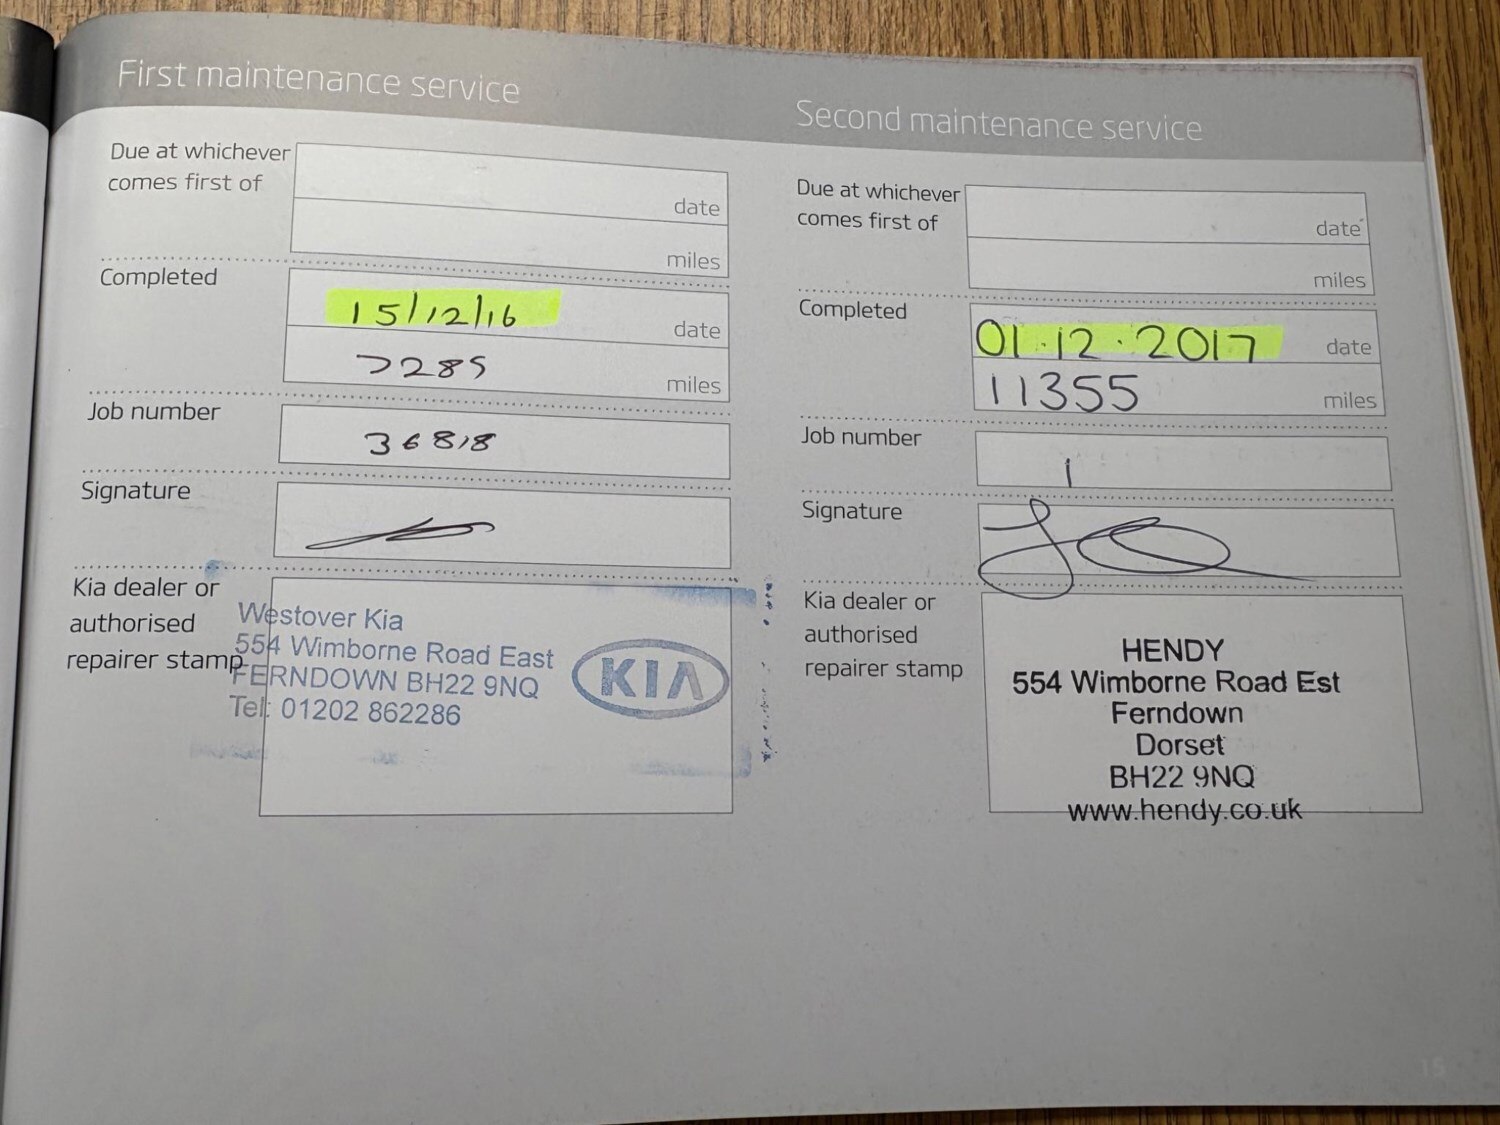 First maintenance service
Due at whichever
comes first of
date
miles
Completed
15/12/16
date
7285
miles
Job number
36818
Signature
Kia dealer or
authorised
repairer stamp
Westover Kia
554 Wimborne Road East
FERNDOWN BH22 9NQ
Tel: 01202 862286
KIA
Second maintenance service
Due at whichever
comes first of
date
miles
Completed
01.12.2017
date
11355
miles
Job number
1
Signature
Kia dealer or
authorised
repairer stamp
HENDY
554 Wimborne Road Est
Ferndown
Dorset
BH22 9NQ
www.hendy.co.uk
15